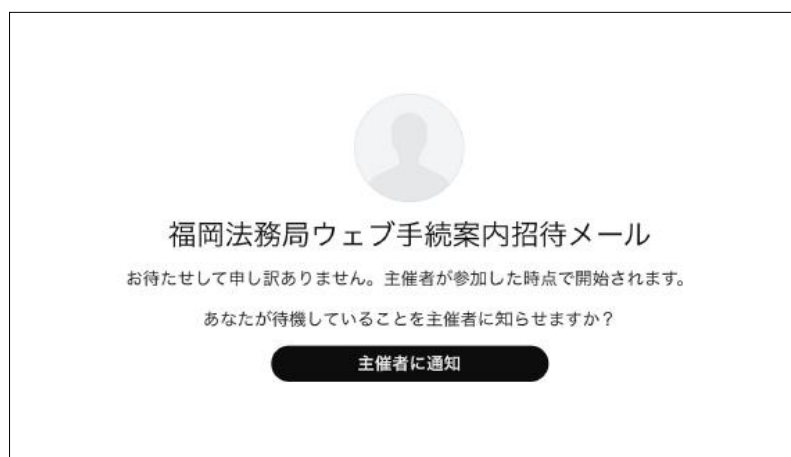 福岡法務局ウェブ手続案内招待メール
お待たせして申し訳ありません。主催者が参加した時点で開始されます。
あなたが待機していることを主催者に知らせますか？
主催者に通知